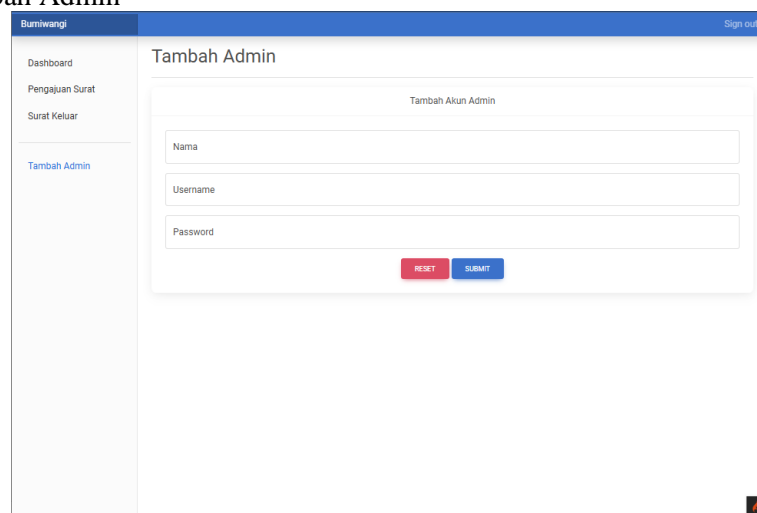 Bumiwangi
Sign out
Dashboard
Pengajuan Surat
Surat Keluar
Tambah Admin
Tambah Admin
Tambah Akun Admin
Nama
Username
Password
RESET
SUBMIT